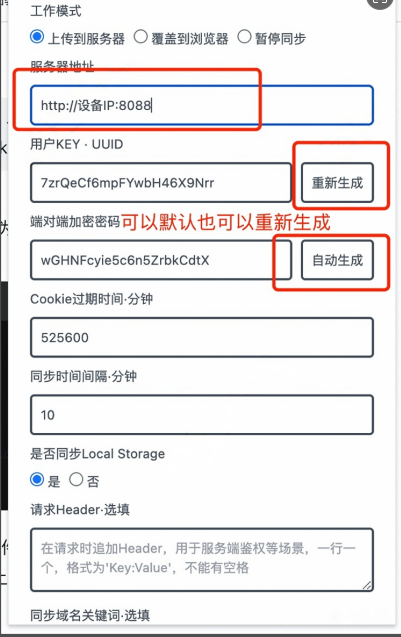 工作模式
上传到服务器 覆盖到浏览器 暂停同步
服务器地址
http://设备IP:8088
用户KEY · UUID
7zrQeCf6mpFYwbH46X9Nrr 重新生成
端对端加密密码可以默认也可以重新生成
wGHNFcyie5c6n5ZrbkCdtX 自动生成
Cookie过期时间·分钟
525600
同步时间间隔·分钟
10
是否同步Local Storage
是 否
请求Header·选填
在请求时追加Header，用于服务端鉴权等场景，一行一
个，格式为'Key:Value'，不能有空格
同步域名关键词·选填